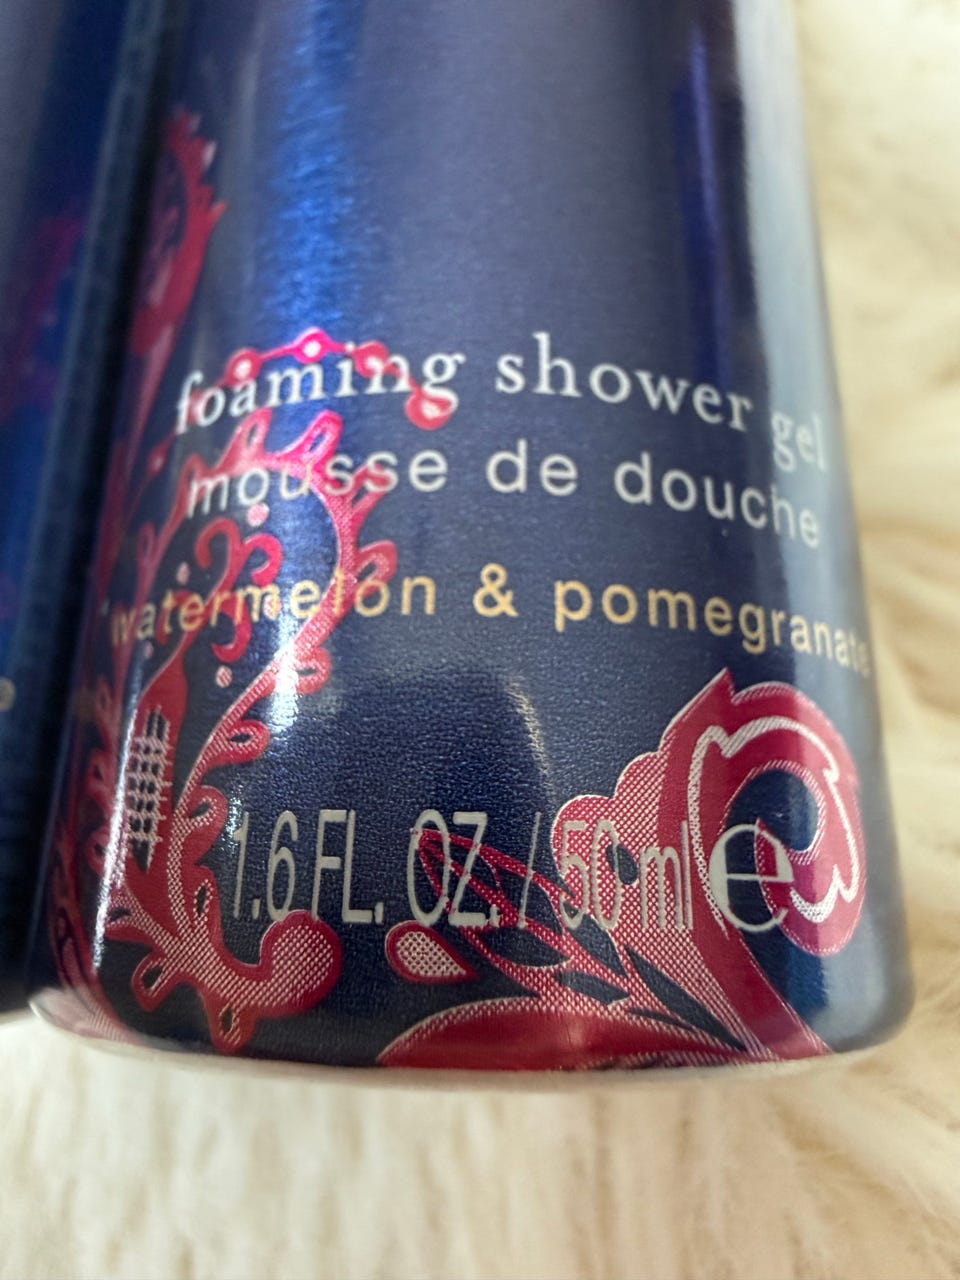 foaming shower gel
mousse de douche
watermelon & pomegranate
1.6 FL. OZ. / 50 ml e